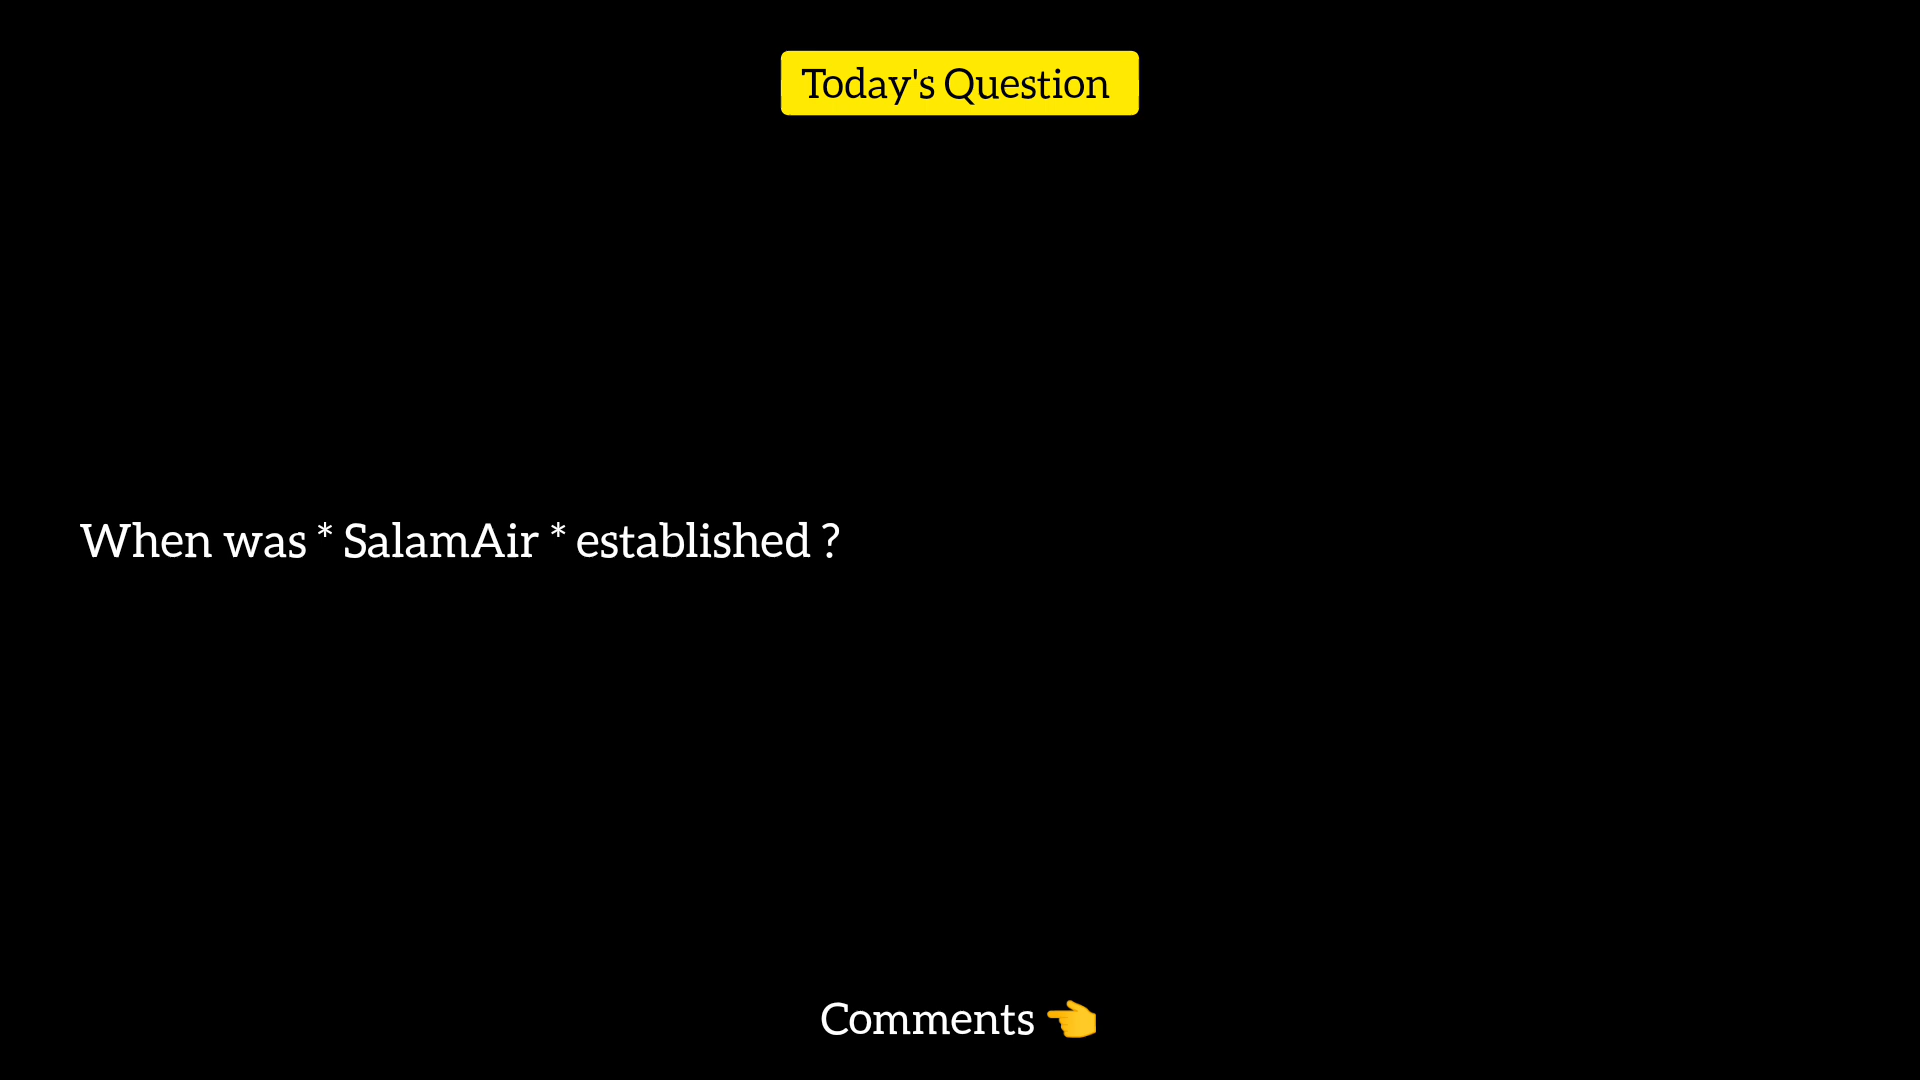 Today's Question
When was * SalamAir * established ?
Comments 👈